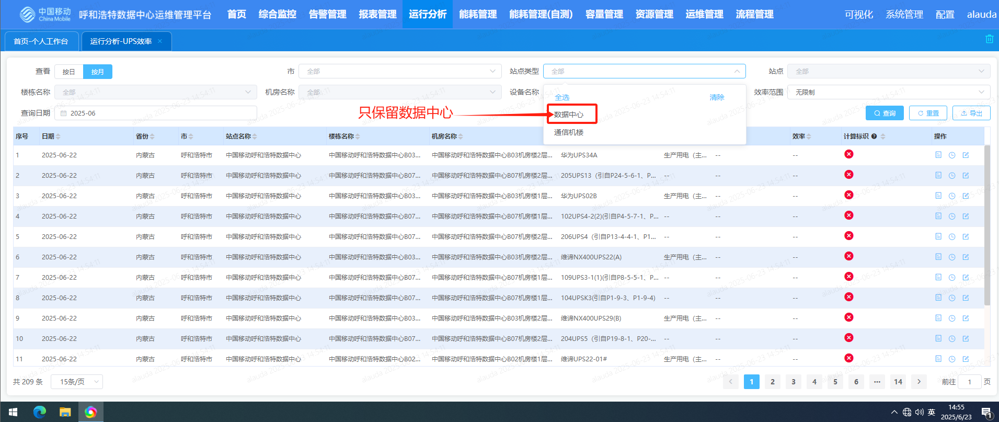 中国移动 China Mobile 呼和浩特数据中心运维管理平台 首页 综合监控 告警管理 报表管理 运行分析 能耗管理 能耗管理(自测) 容量管理 资源管理 运维管理 流程管理 可视化 系统管理 配置 alauda
首页-个人工作台 运行分析-UPS效率
查看 按日 按月 市 全部 站点类型 全部 站点 全部
楼栋名称 全部 机房名称 全部 设备名称 效率范围 无限制
全选 清除
查询日期 2025-06 查询 重置 导出
只保留数据中心 数据中心
通信机楼
序号 日期 省份 市 站点名称 楼栋名称 机房名称 效率 计算标识 操作
1 2025-06-22 内蒙古 呼和浩特市 中国移动呼和浩特数据中心 中国移动呼和浩特数据中心B03... 中国移动呼和浩特数据中心B03机房楼2层... 华为UPS34A 生产用电（主... -- --
2 2025-06-22 内蒙古 呼和浩特市 中国移动呼和浩特数据中心 中国移动呼和浩特数据中心B07... 中国移动呼和浩特数据中心B07机房楼2层... 205UPS13（引自P24-5-6-1、P... -- -- --
3 2025-06-22 内蒙古 呼和浩特市 中国移动呼和浩特数据中心 中国移动呼和浩特数据中心B03... 中国移动呼和浩特数据中心B03机房楼1层... 华为UPS02B 生产用电（主... -- --
4 2025-06-22 内蒙古 呼和浩特市 中国移动呼和浩特数据中心 中国移动呼和浩特数据中心B07... 中国移动呼和浩特数据中心B07机房楼1层... 102UPS4-2(2)(引自P4-5-7-1、P... -- -- --
5 2025-06-22 内蒙古 呼和浩特市 中国移动呼和浩特数据中心 中国移动呼和浩特数据中心B07... 中国移动呼和浩特数据中心B07机房楼2层... 206UPS4（引自P13-4-4-1、P1... -- -- --
6 2025-06-22 内蒙古 呼和浩特市 中国移动呼和浩特数据中心 中国移动呼和浩特数据中心B03... 中国移动呼和浩特数据中心B03机房楼2层... 维谛NX400UPS22(A) 生产用电（主... -- --
7 2025-06-22 内蒙古 呼和浩特市 中国移动呼和浩特数据中心 中国移动呼和浩特数据中心B07... 中国移动呼和浩特数据中心B07机房楼1层... 109UPS3-1(1)(引自P8-5-5-1、P... -- -- --
8 2025-06-22 内蒙古 呼和浩特市 中国移动呼和浩特数据中心 中国移动呼和浩特数据中心B07... 中国移动呼和浩特数据中心B07机房楼1层... 104UPSK3(引自P1-9-3、P1-9-4) -- -- --
9 2025-06-22 内蒙古 呼和浩特市 中国移动呼和浩特数据中心 中国移动呼和浩特数据中心B03... 中国移动呼和浩特数据中心B03机房楼2层... 维谛NX400UPS29(B) 生产用电（主... -- --
10 2025-06-22 内蒙古 呼和浩特市 中国移动呼和浩特数据中心 中国移动呼和浩特数据中心B07... 中国移动呼和浩特数据中心B07机房楼2层... 204UPS5（引自P19-8-1、P20-... -- -- --
11 2025-06-22 内蒙古 呼和浩特市 中国移动呼和浩特数据中心 中国移动呼和浩特数据中心B02... 中国移动呼和浩特数据中心B02机房楼1层... 维谛UPS22-01# 生产用电（主... -- --
共 209 条 15条/页 1 2 3 4 5 6 ... 14 前往 1 页
alauda 2025-06-23 14:54:11
英 14:55
2025/6/23 1